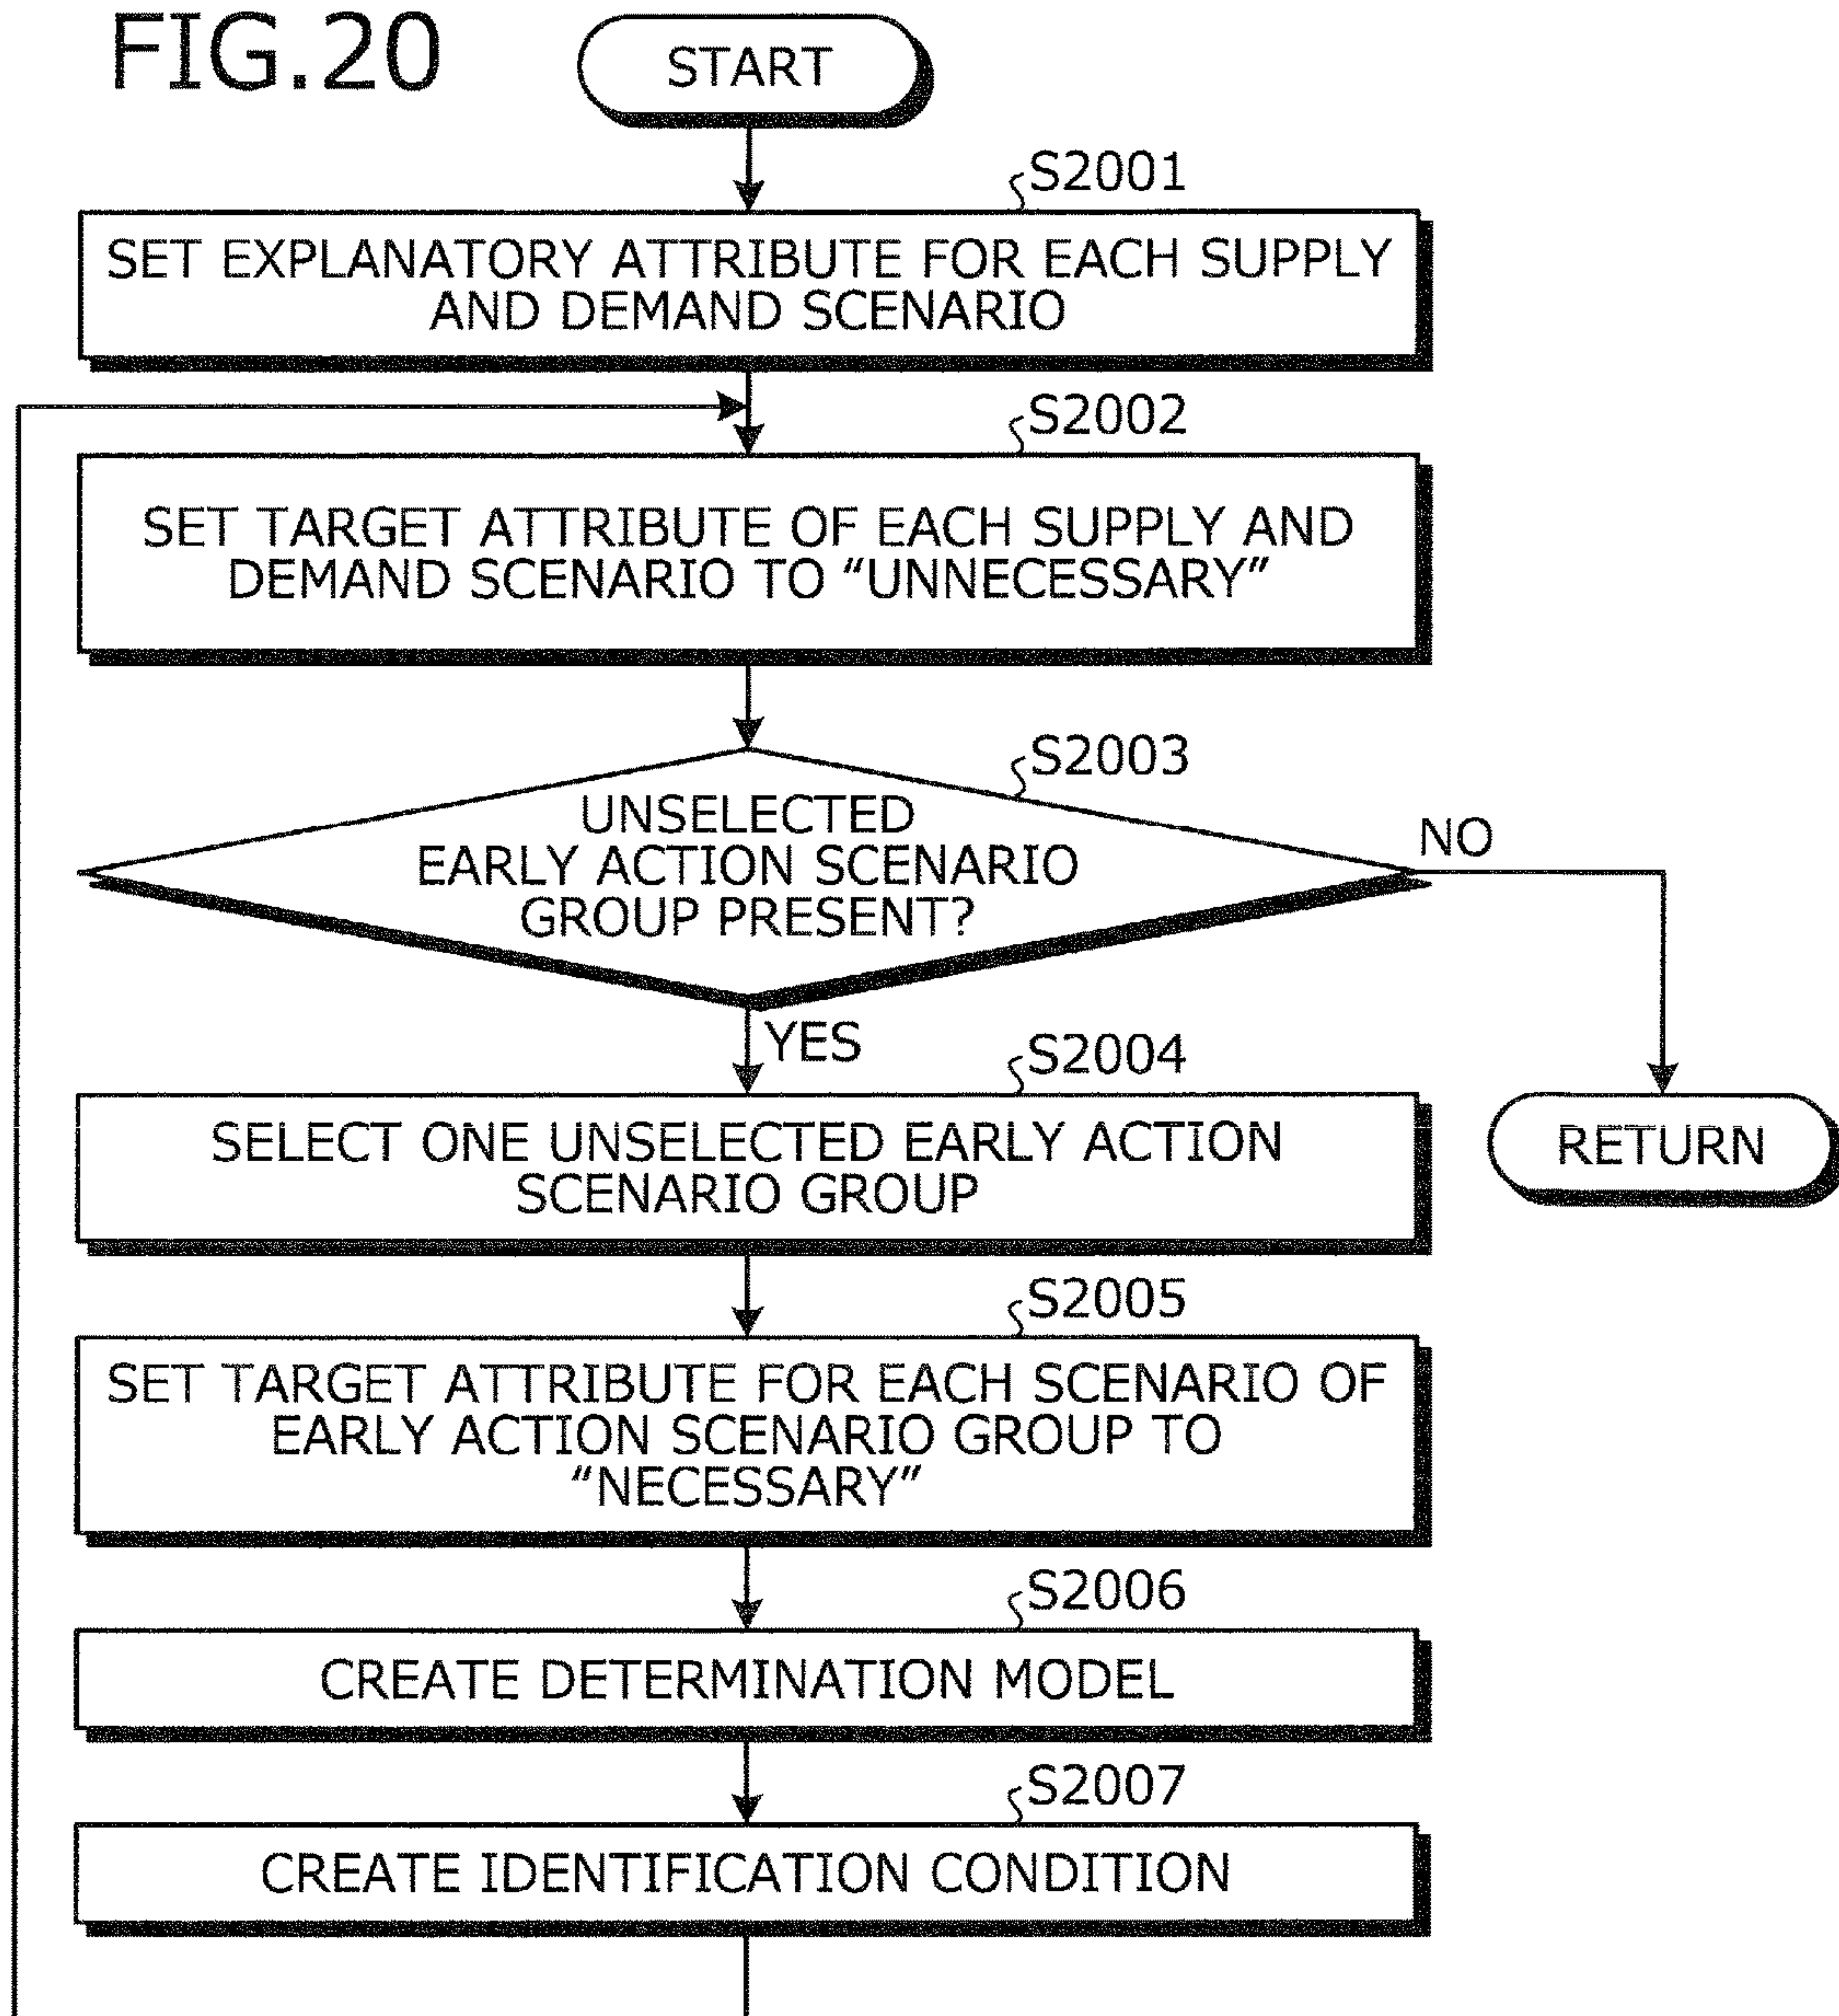 FIG.20
START
S2001
SET EXPLANATORY ATTRIBUTE FOR EACH SUPPLY
AND DEMAND SCENARIO
S2002
SET TARGET ATTRIBUTE OF EACH SUPPLY AND
DEMAND SCENARIO TO “UNNECESSARY”
S2003
UNSELECTED
EARLY ACTION SCENARIO
GROUP PRESENT?
NO
YES
S2004
SELECT ONE UNSELECTED EARLY ACTION
SCENARIO GROUP
RETURN
S2005
SET TARGET ATTRIBUTE FOR EACH SCENARIO OF
EARLY ACTION SCENARIO GROUP TO
“NECESSARY”
S2006
CREATE DETERMINATION MODEL
S2007
CREATE IDENTIFICATION CONDITION